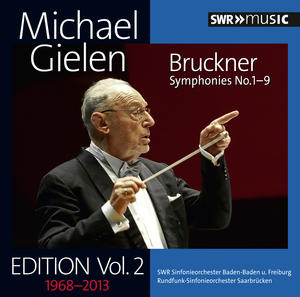 SWR»music
Michael
Gielen
Bruckner
Symphonies No.1–9
EDITION Vol. 2
1968–2013
SWR Sinfonieorchester Baden-Baden u. Freiburg
Rundfunk-Sinfonieorchester Saarbrücken